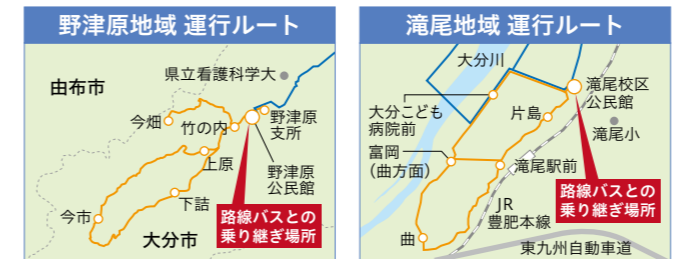 野津原地域 運行ルート
県立看護科学大
由布市
今畑
竹の内
野津原
支所
上原
野津原
公民館
下詰
今市
大分市
路線バスとの
乗り継ぎ場所
滝尾地域 運行ルート
大分川
滝尾校区
公民館
大分こども
病院前
片島
滝尾小
富岡
（曲方面）
滝尾駅前
路線バスとの
乗り継ぎ場所
JR
豊肥本線
曲
東九州自動車道